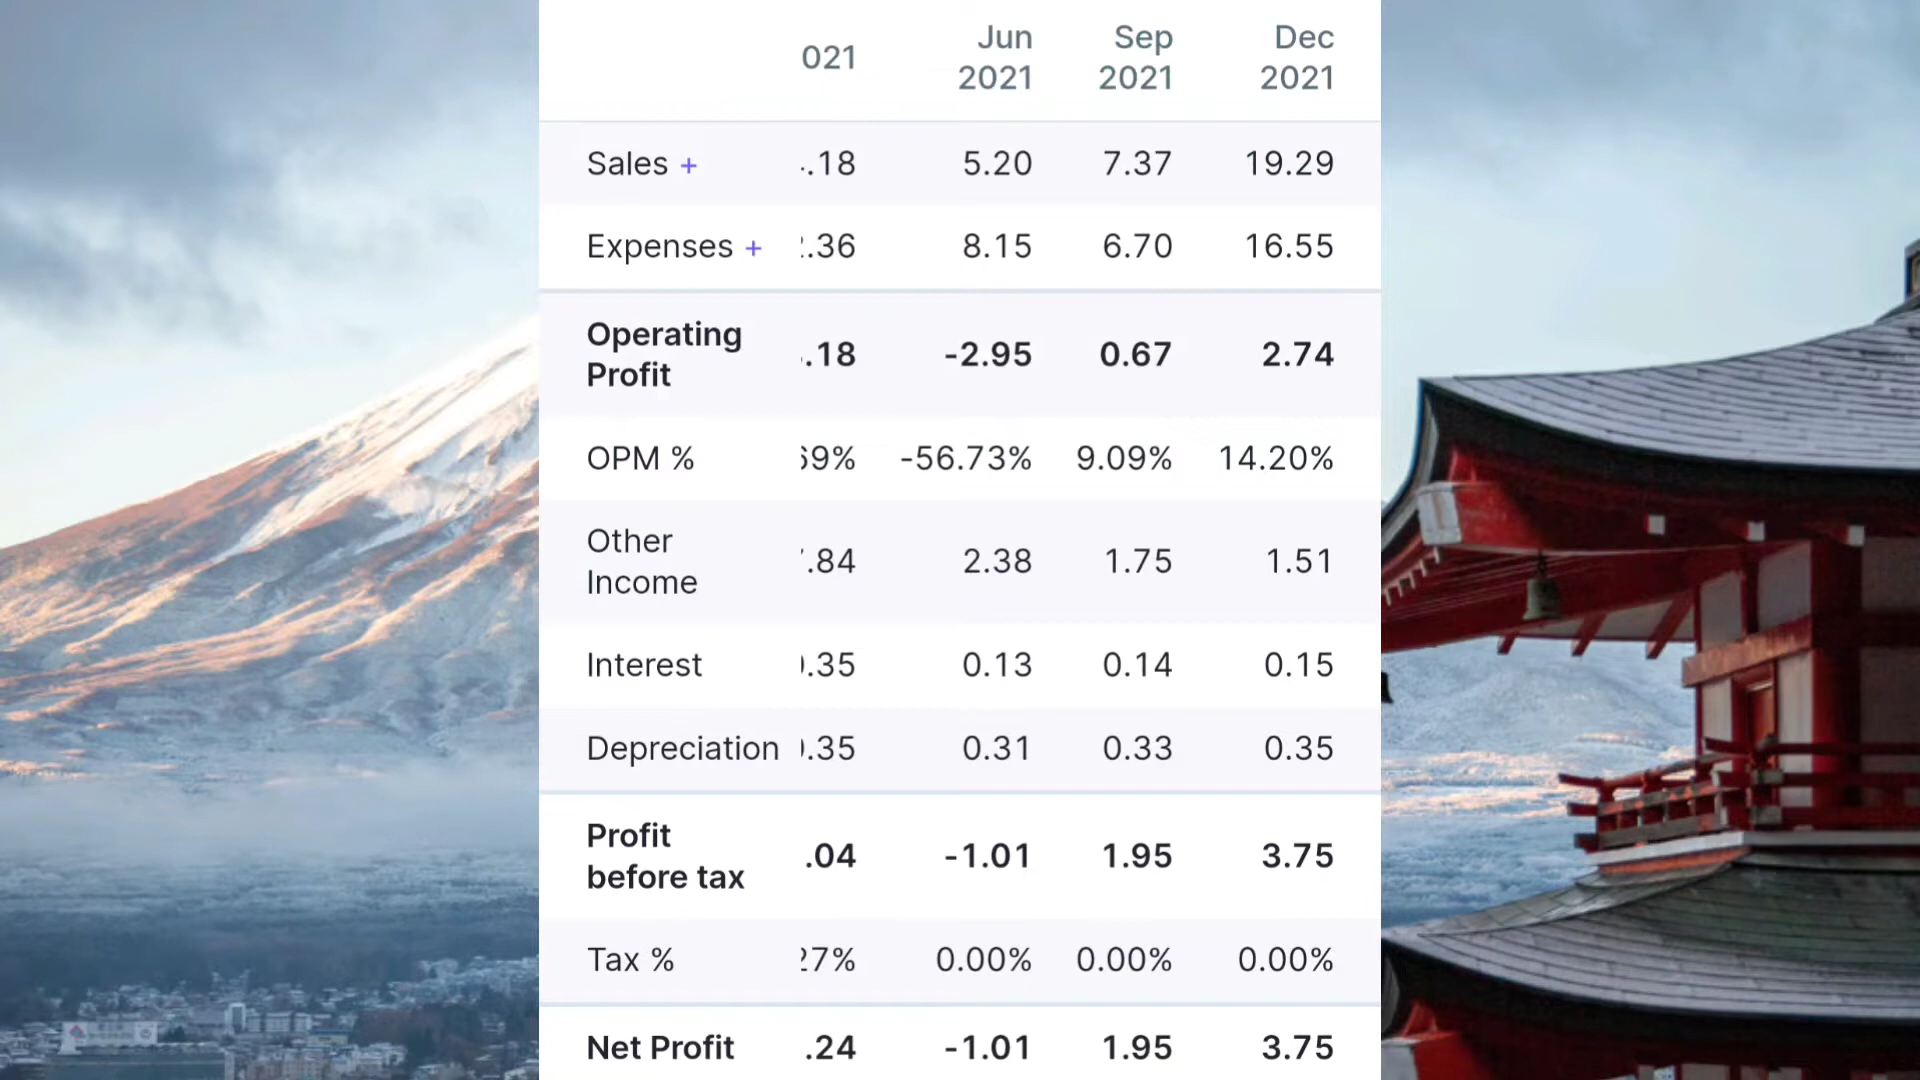 021 Jun 2021 Sep 2021 Dec 2021
Sales + .18 5.20 7.37 19.29
Expenses + .36 8.15 6.70 16.55
Operating Profit .18 -2.95 0.67 2.74
OPM % 9% -56.73% 9.09% 14.20%
Other Income .84 2.38 1.75 1.51
Interest .35 0.13 0.14 0.15
Depreciation .35 0.31 0.33 0.35
Profit before tax .04 -1.01 1.95 3.75
Tax % 27% 0.00% 0.00% 0.00%
Net Profit .24 -1.01 1.95 3.75